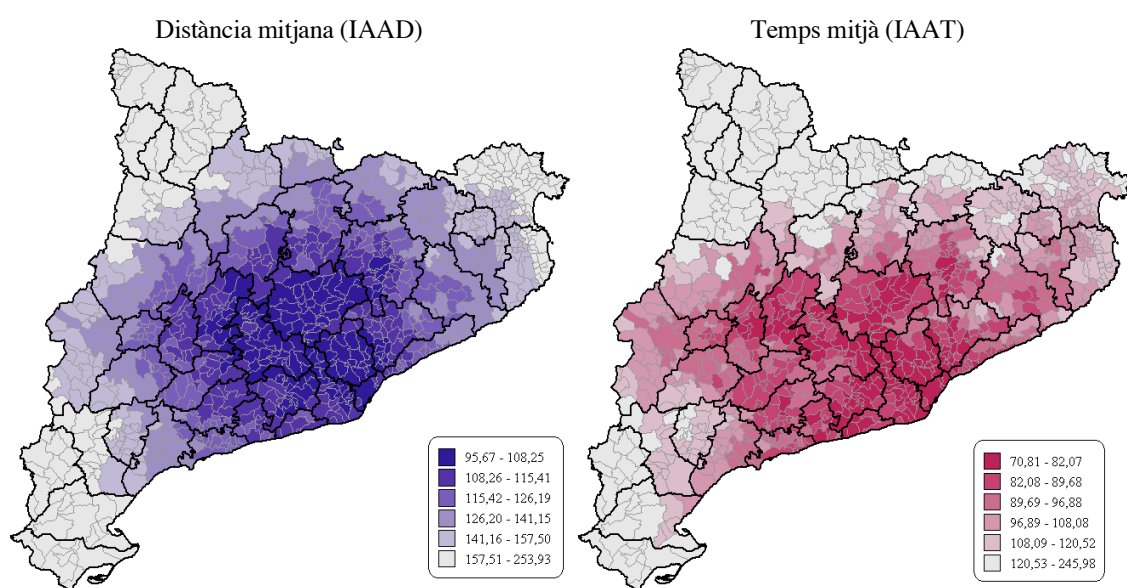 Distància mitjana (IAAD)
95,67 - 108,25
108,26 - 115,41
115,42 - 126,19
126,20 - 141,15
141,16 - 157,50
157,51 - 253,93
Temps mitjà (IAAT)
70,81 - 82,07
82,08 - 89,68
89,69 - 96,88
96,89 - 108,08
108,09 - 120,52
120,53 - 245,98